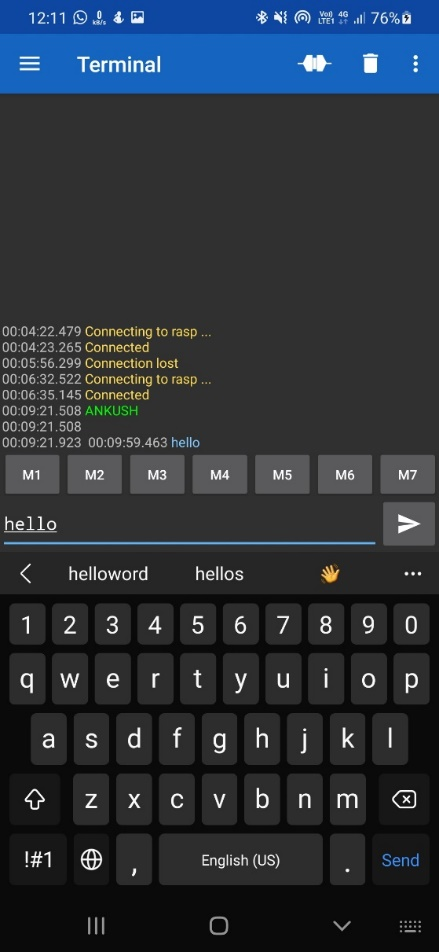 12:11 0 KB/s Vo)) LTE1 4G 76%
Terminal
00:04:22.479 Connecting to rasp ...
00:04:23.265 Connected
00:05:56.299 Connection lost
00:06:32.522 Connecting to rasp ...
00:06:35.145 Connected
00:09:21.508 ANKUSH
00:09:21.508
00:09:21.923 00:09:59.463 hello
M1 M2 M3 M4 M5 M6 M7
hello
helloword hellos 👋 ...
1 2 3 4 5 6 7 8 9 0
q w e r t y u i o p
a s d f g h j k l
z x c v b n m
!#1 , English (US) . Send